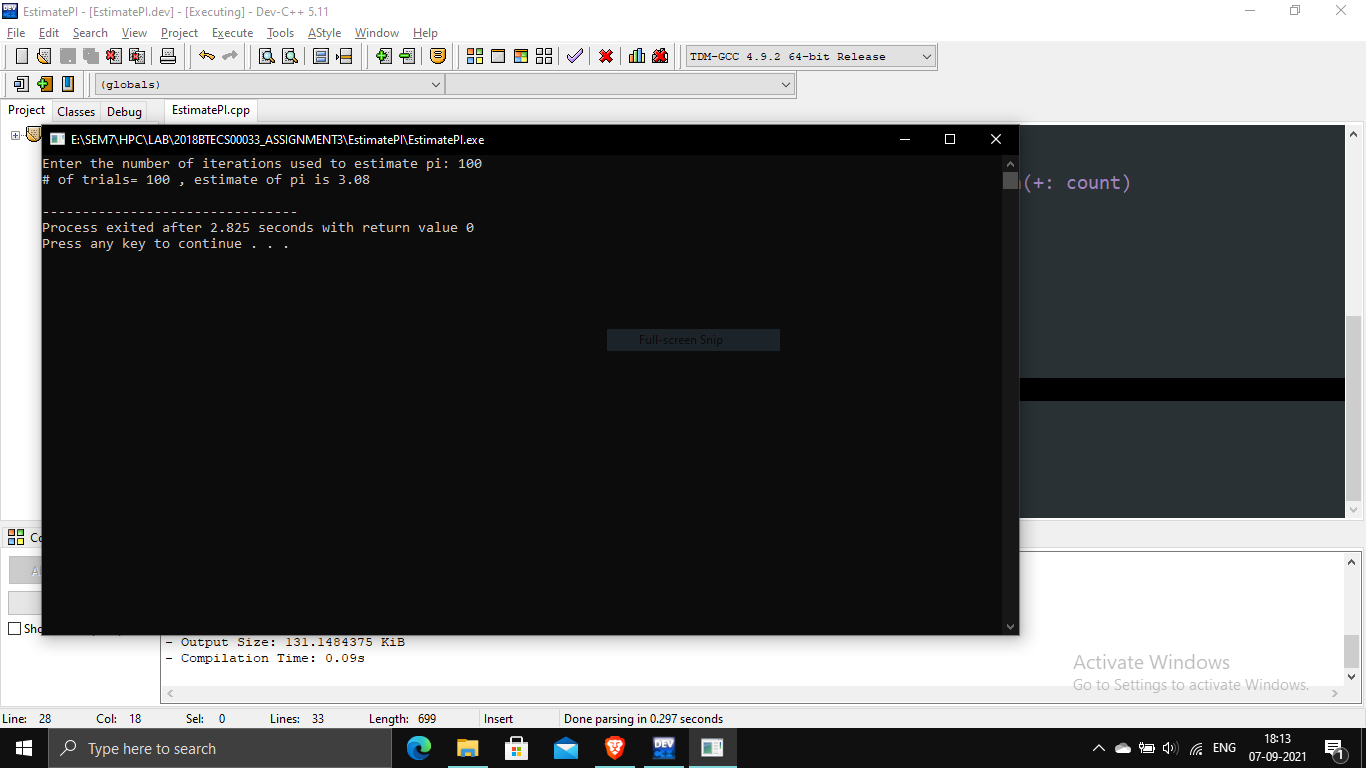 EstimatePI - [EstimatePI.dev] - [Executing] - Dev-C++ 5.11
File Edit Search View Project Execute Tools AStyle Window Help
TDM-GCC 4.9.2 64-bit Release
(globals)
Project Classes Debug EstimatePI.cpp
E:\SEM7\HPC\LAB\2018BTECS00033_ASSIGNMENT3\EstimatePI\EstimatePI.exe
Enter the number of iterations used to estimate pi: 100
# of trials= 100 , estimate of pi is 3.08
(+: count)
--------------------------------
Process exited after 2.825 seconds with return value 0
Press any key to continue . . .
Full-screen Snip
- Output Size: 131.1484375 KiB
- Compilation Time: 0.09s
Activate Windows
Go to Settings to activate Windows.
Line: 28 Col: 18 Sel: 0 Lines: 33 Length: 699 Insert Done parsing in 0.297 seconds
Type here to search
DEV
ENG
18:13
07-09-2021
1